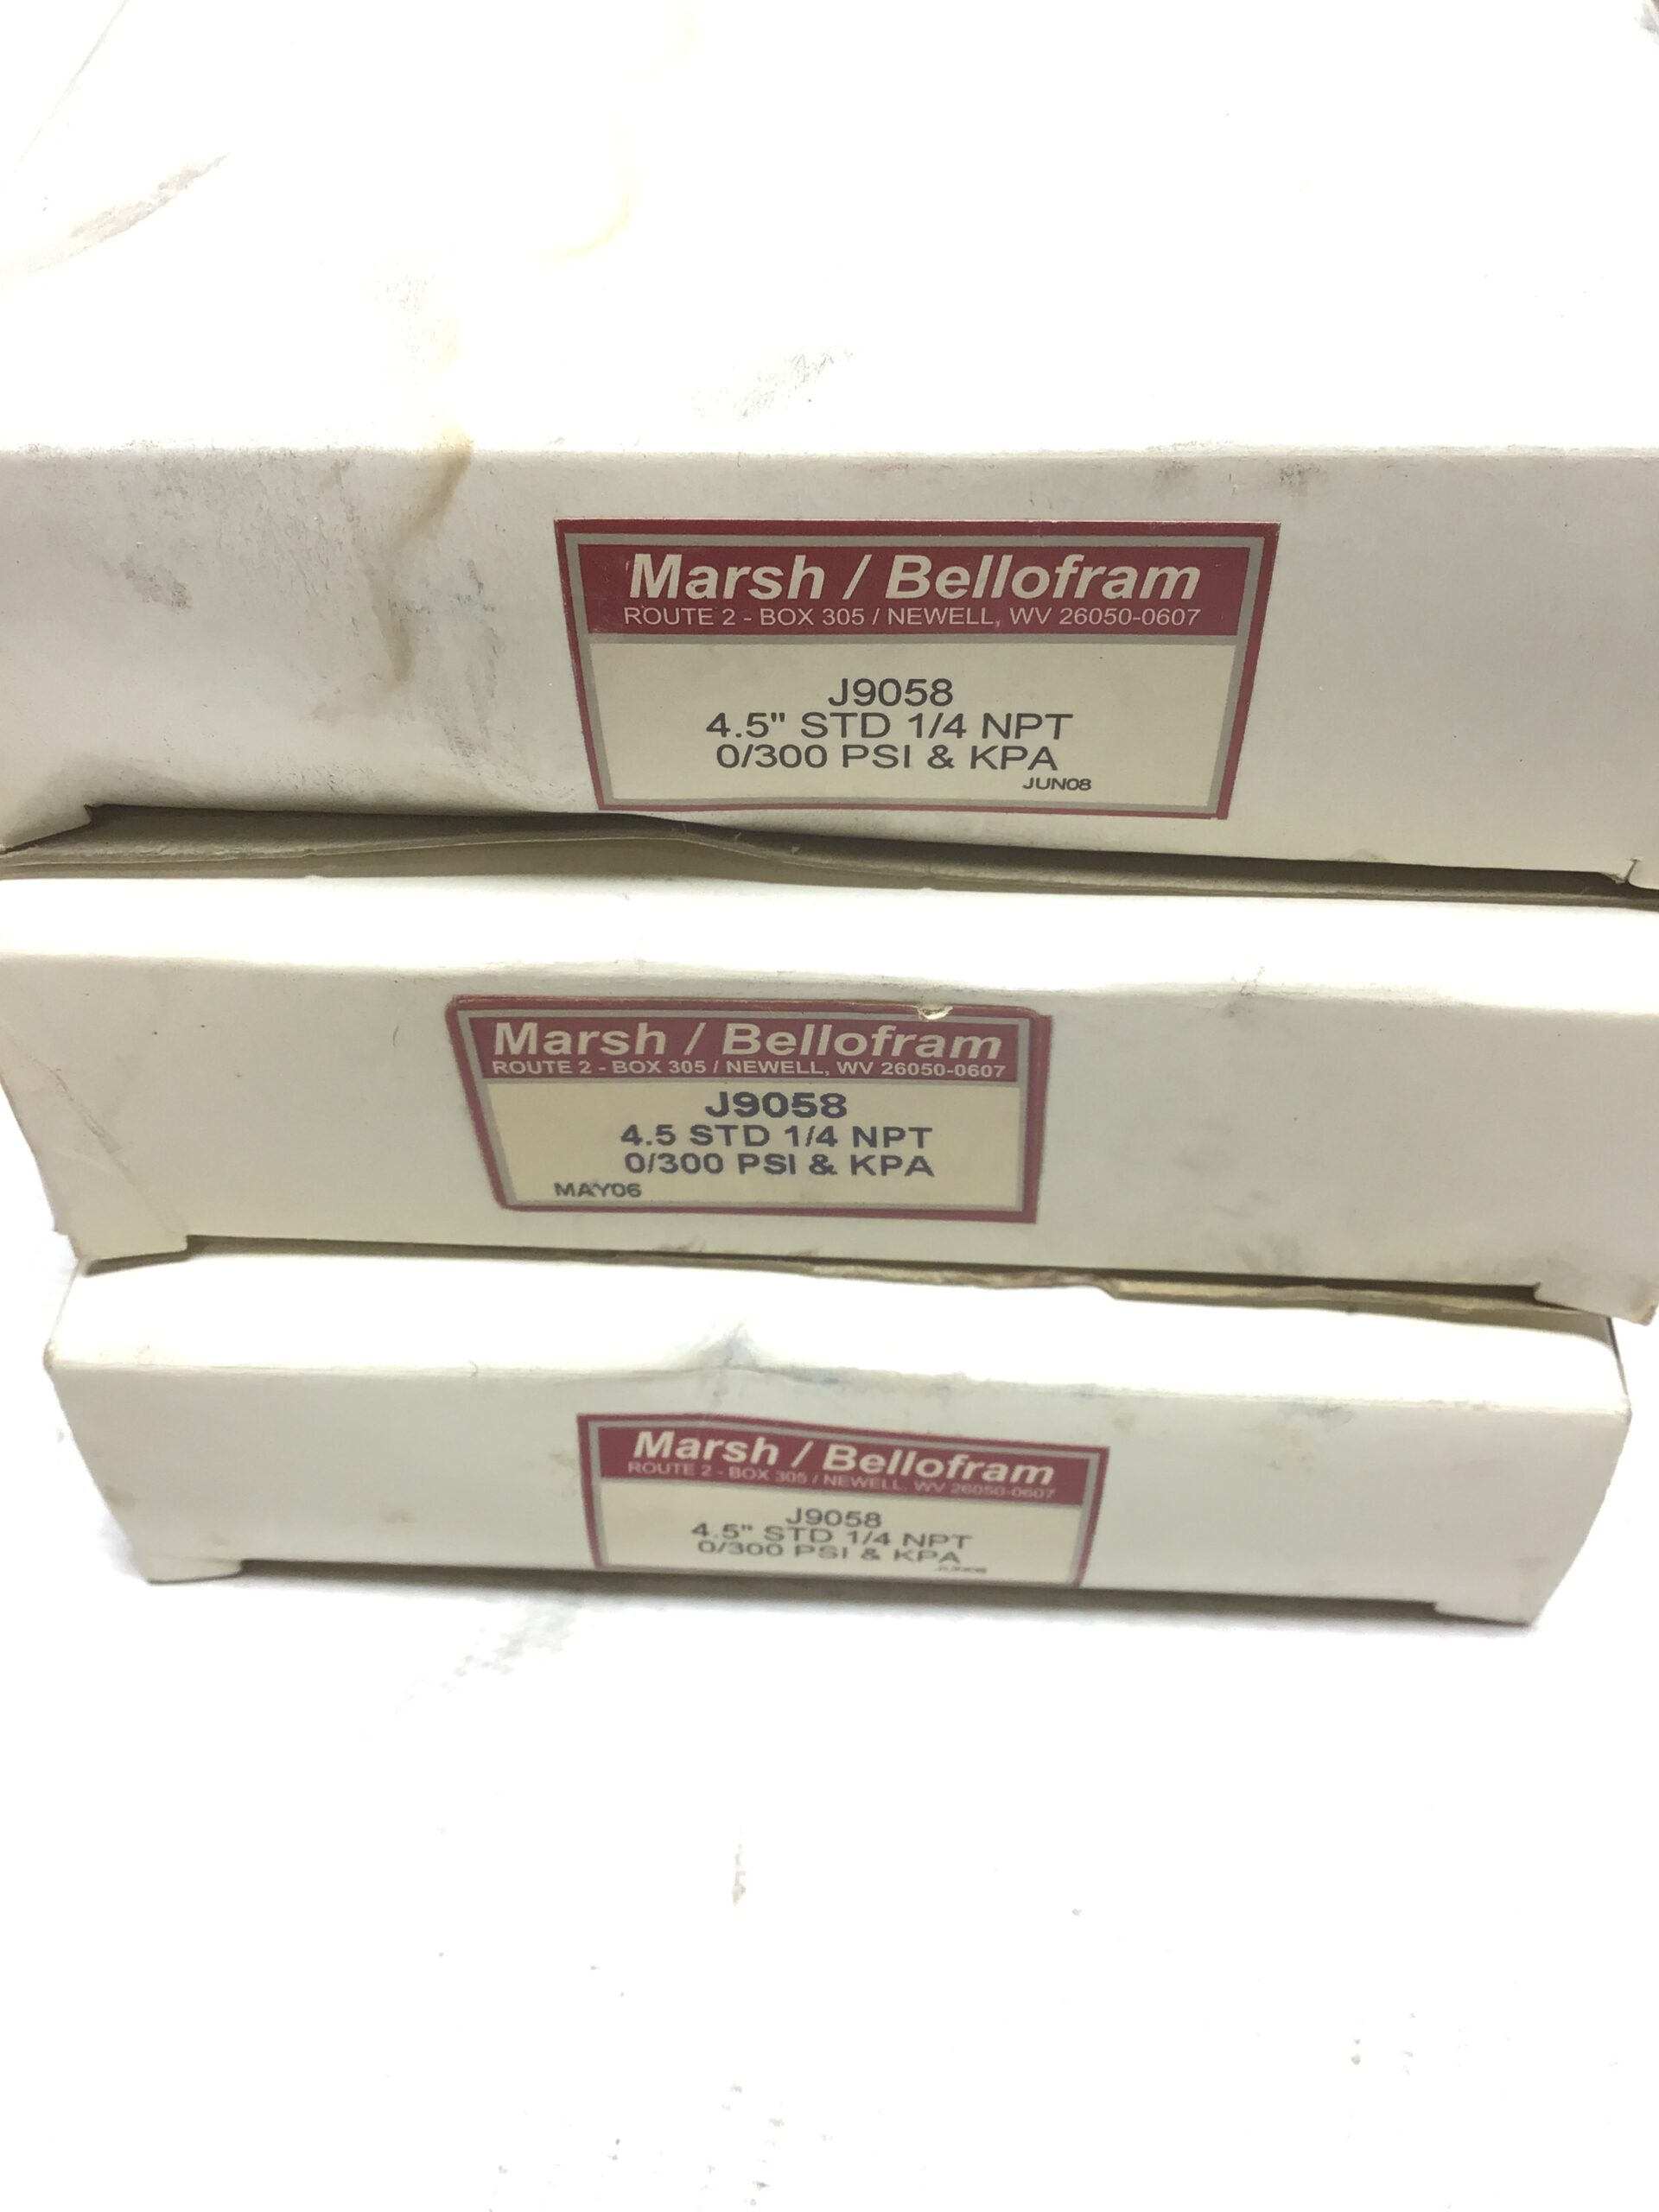 Marsh / Bellofram
ROUTE 2 - BOX 305 / NEWELL, WV 26050-0607
J9058
4.5" STD 1/4 NPT
0/300 PSI & KPA
JUN08
Marsh / Bellofram
ROUTE 2 - BOX 305 / NEWELL, WV 26050-0607
J9058
4.5 STD 1/4 NPT
0/300 PSI & KPA
MAY06
Marsh / Bellofram
ROUTE 2 - BOX 305 / NEWELL, WV 26050-0607
J9058
4.5" STD 1/4 NPT
0/300 PSI & KPA